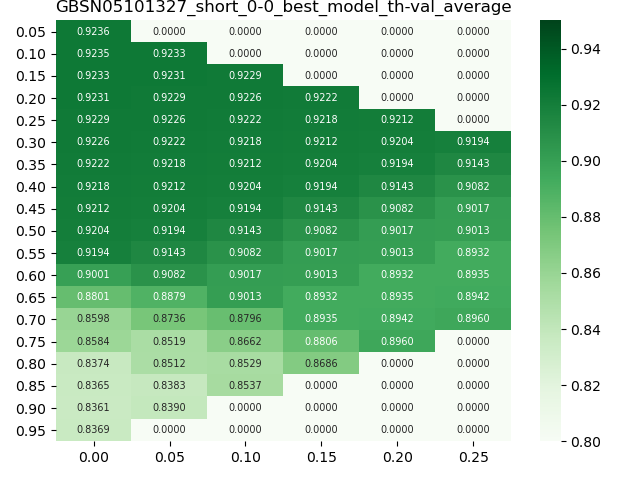 GBSN05101327_short_0-0_best_model_th-val_average
0.05 0.9236 0.0000 0.0000 0.0000 0.0000 0.0000
0.10 0.9235 0.9233 0.0000 0.0000 0.0000 0.0000
0.15 0.9233 0.9231 0.9229 0.0000 0.0000 0.0000
0.20 0.9231 0.9229 0.9226 0.9222 0.0000 0.0000
0.25 0.9229 0.9226 0.9222 0.9218 0.9212 0.0000
0.30 0.9226 0.9222 0.9218 0.9212 0.9204 0.9194
0.35 0.9222 0.9218 0.9212 0.9204 0.9194 0.9143
0.40 0.9218 0.9212 0.9204 0.9194 0.9143 0.9082
0.45 0.9212 0.9204 0.9194 0.9143 0.9082 0.9017
0.50 0.9204 0.9194 0.9143 0.9082 0.9017 0.9013
0.55 0.9194 0.9143 0.9082 0.9017 0.9013 0.8932
0.60 0.9001 0.9082 0.9017 0.9013 0.8932 0.8935
0.65 0.8801 0.8879 0.9013 0.8932 0.8935 0.8942
0.70 0.8598 0.8736 0.8796 0.8935 0.8942 0.8960
0.75 0.8584 0.8519 0.8662 0.8806 0.8960 0.0000
0.80 0.8374 0.8512 0.8529 0.8686 0.0000 0.0000
0.85 0.8365 0.8383 0.8537 0.0000 0.0000 0.0000
0.90 0.8361 0.8390 0.0000 0.0000 0.0000 0.0000
0.95 0.8369 0.0000 0.0000 0.0000 0.0000 0.0000
0.00 0.05 0.10 0.15 0.20 0.25
0.94
0.92
0.90
0.88
0.86
0.84
0.82
0.80